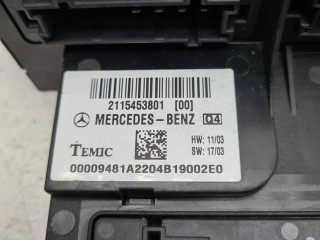 2115453801 [00]
MERCEDES-BENZ Q4
HW: 11/03
TEMIC SW: 17/03
00009481A2204B19002E0